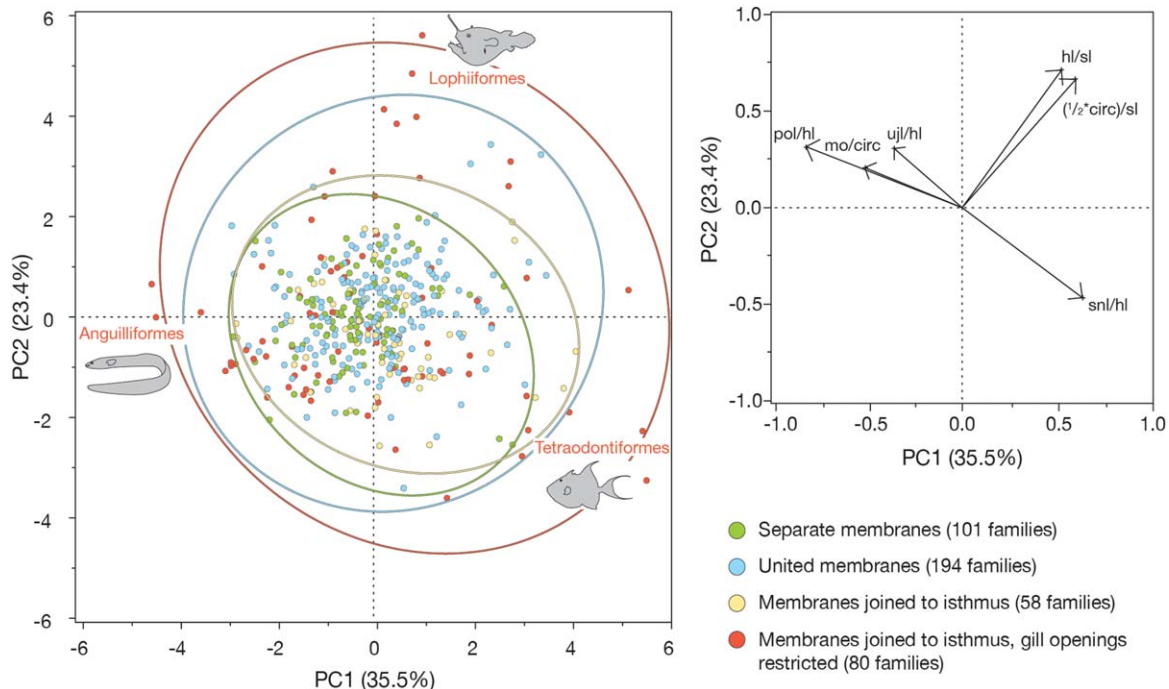 6
4
2
0
-2
-4
-6
PC2 (23.4%)
-6
-4
-2
0
2
4
6
PC1 (35.5%)
Lophiiformes
Anguilliformes
Tetraodontiformes
1.0
0.5
0.0
-0.5
-1.0
PC2 (23.4%)
-1.0
-0.5
0.0
0.5
1.0
PC1 (35.5%)
hl/sl
(1/2*circ)/sl
pol/hl
mo/circ
ujl/hl
snl/hl
Separate membranes (101 families)
United membranes (194 families)
Membranes joined to isthmus (58 families)
Membranes joined to isthmus, gill openings
restricted (80 families)